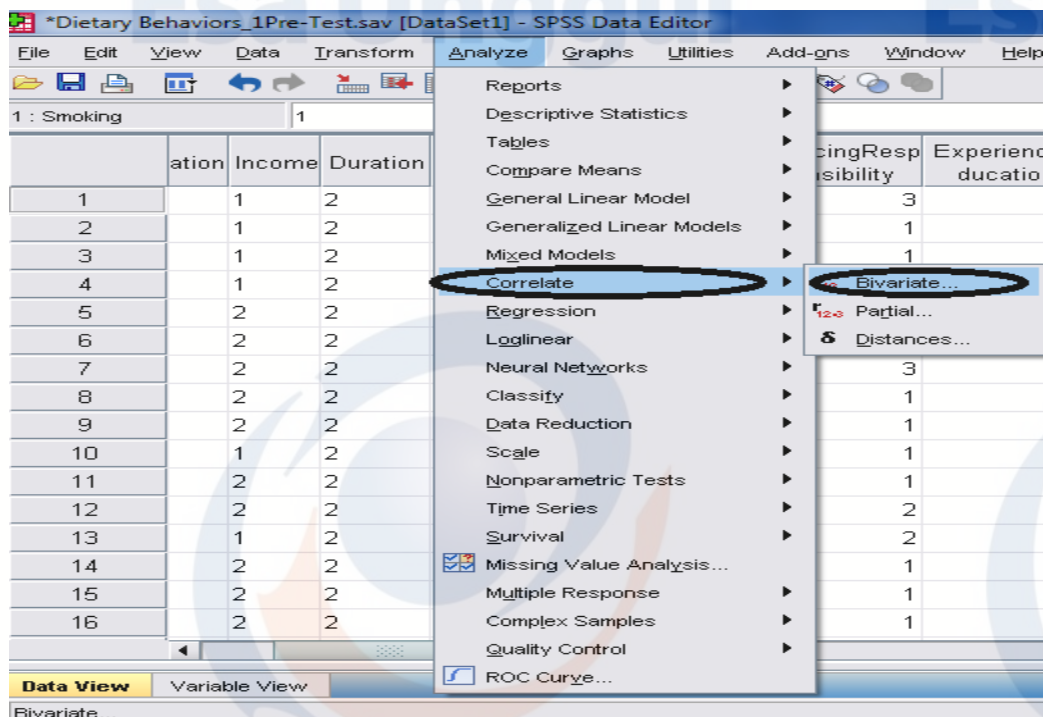 Esa Unggul
*Dietary Behaviors_1Pre-Test.sav [DataSet1] - SPSS Data Editor
File Edit View Data Transform Analyze Graphs Utilities Add-ons Window Help
1 : Smoking 1
ation Income Duration cingResp sibility Experienc ducatio
1 1 2 3
2 1 2 1
3 1 2 1
4 1 2
5 2 2
6 2 2
7 2 2 3
8 2 2 1
9 2 2 1
10 1 2 1
11 2 2 1
12 2 2 2
13 1 2 2
14 2 2 1
15 2 2 1
16 2 2 1
Reports
Descriptive Statistics
Tables
Compare Means
General Linear Model
Generalized Linear Models
Mixed Models
Correlate
Regression
Loglinear
Neural Networks
Classify
Data Reduction
Scale
Nonparametric Tests
Time Series
Survival
Missing Value Analysis...
Multiple Response
Complex Samples
Quality Control
ROC Curve...
Bivariate...
r12·3 Partial...
δ Distances...
Data View Variable View
Bivariate...